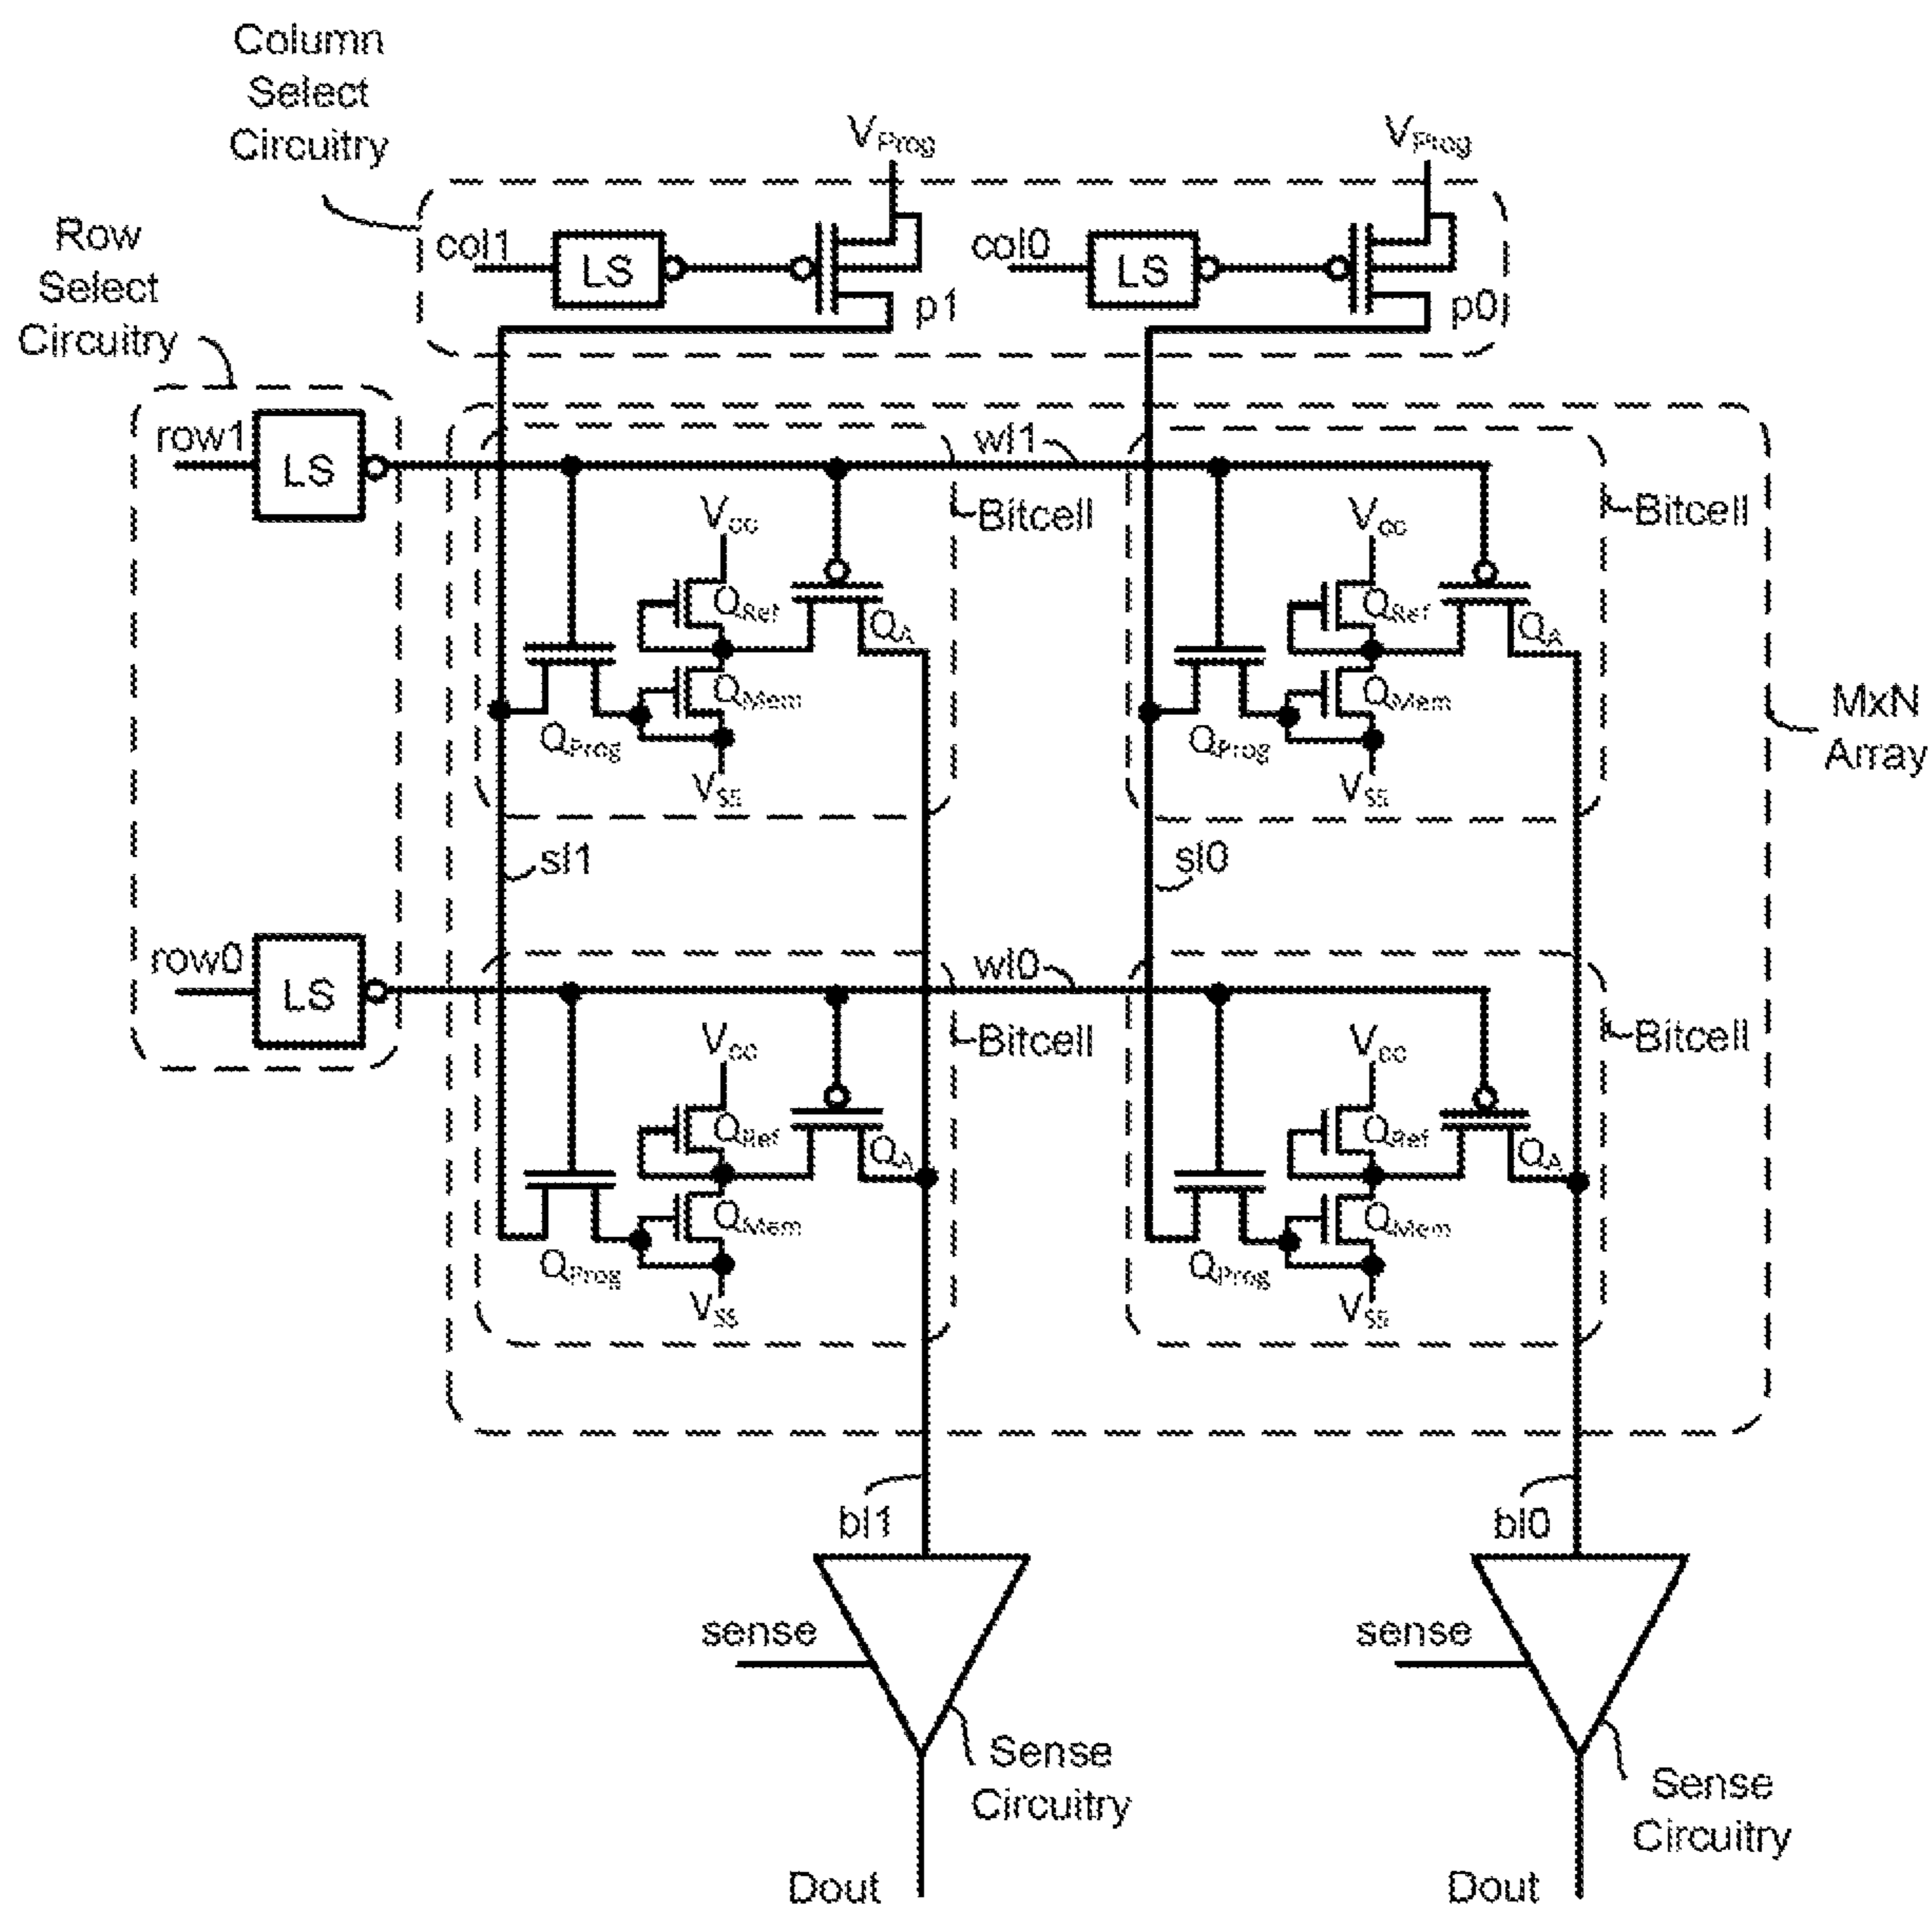 Column
Select
Circuitry
VProg
VProg
Row
Select
Circuitry
col1
LS
p1
col0
LS
p0
row1
LS
wl1
Bitcell
Bitcell
Vcc
QRef
QA
QMem
QProg
VSS
Vcc
QRef
QA
QMem
QProg
VSS
MxN
Array
sl1
sl0
row0
LS
wl0
Bitcell
Bitcell
Vcc
QRef
QA
QMem
QProg
VSS
Vcc
QRef
QA
QMem
QProg
VSS
bl1
bl0
sense
sense
Sense
Circuitry
Sense
Circuitry
Dout
Dout